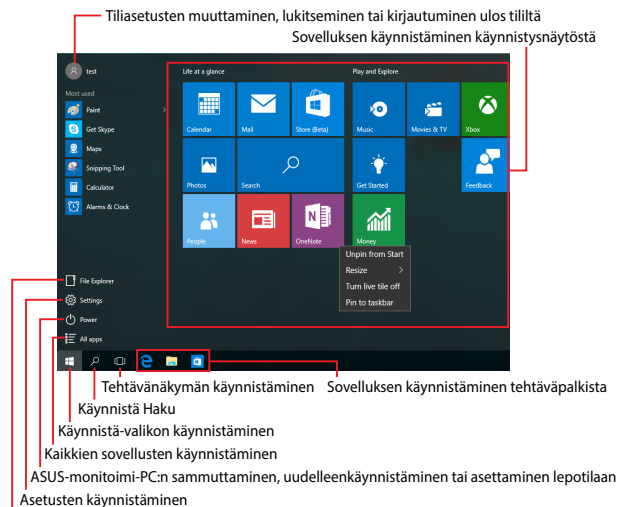 Tiliasetusten muuttaminen, lukitseminen tai kirjautuminen ulos tililtä
Sovelluksen käynnistäminen käynnistysnäytöstä
test
Life at a glance
Play and Explore
Most used
Paint
Get Skype
Maps
Snipping Tool
Calculator
Alarms & Clock
Calendar
Mail
Store (Beta)
Music
Movies & TV
Xbox
Photos
Search
Get Started
Feedback
People
News
OneNote
Money
Unpin from Start
Resize
Turn live tile off
Pin to taskbar
File Explorer
Settings
Power
All apps
Tehtävänäkymän käynnistäminen
Sovelluksen käynnistäminen tehtäväpalkista
Käynnistä Haku
Käynnistä-valikon käynnistäminen
Kaikkien sovellusten käynnistäminen
ASUS-monitoimi-PC:n sammuttaminen, uudelleenkäynnistäminen tai asettaminen lepotilaan
Asetusten käynnistäminen